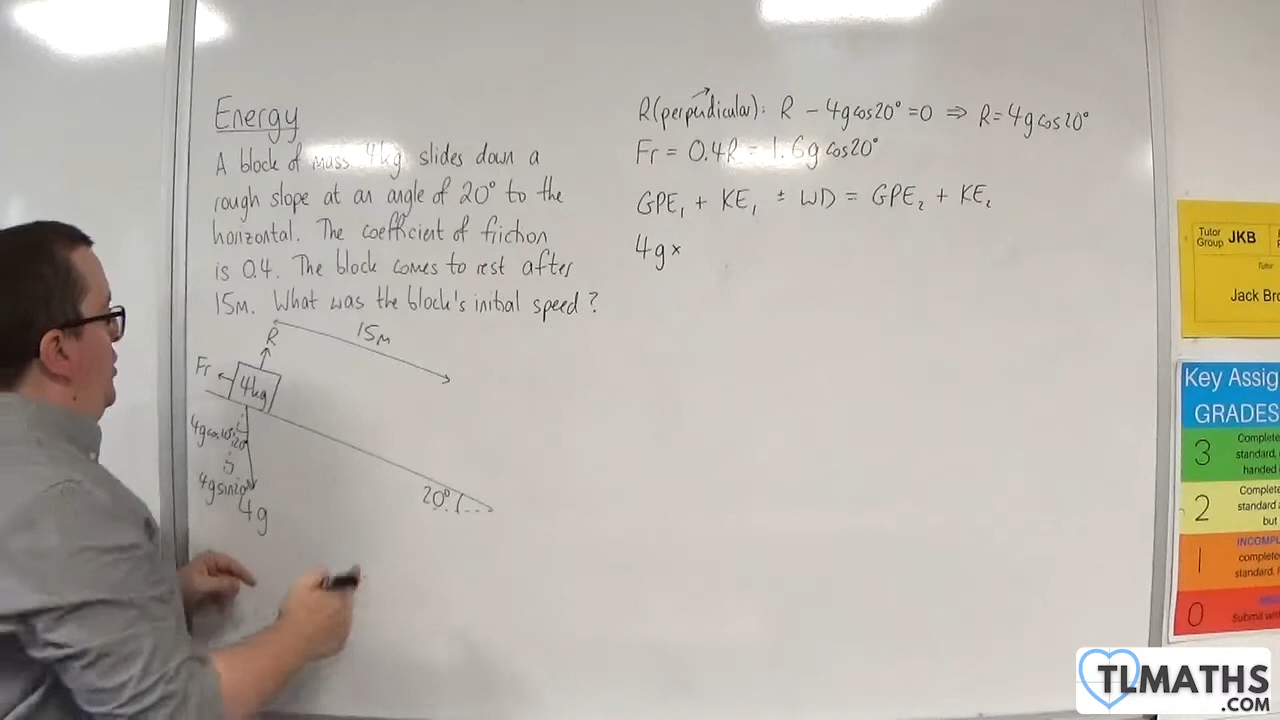 Energy
A block of mass 4kg slides down a
rough slope at an angle of 20° to the
horizontal. The coefficient of friction
is 0.4. The block comes to rest after
15m. What was the block's initial speed?
R
15m
Fr
4kg
4gcos20°
20°
4gsin20°
4g
20°
R(perpendicular): R - 4gcos20° = 0 ⇒ R = 4gcos20°
Fr = 0.4R = 1.6gcos20°
GPE₁ + KE₁ ± WD = GPE₂ + KE₂
4g×
Tutor
Group JKB
Tutor
Jack Bro
Key Assig
GRADES
3 Complete
standard,
handed
2 Complete
standard a
but
1 INCOMPL
complete
standard.
0
Submit
TLMATHS
.COM